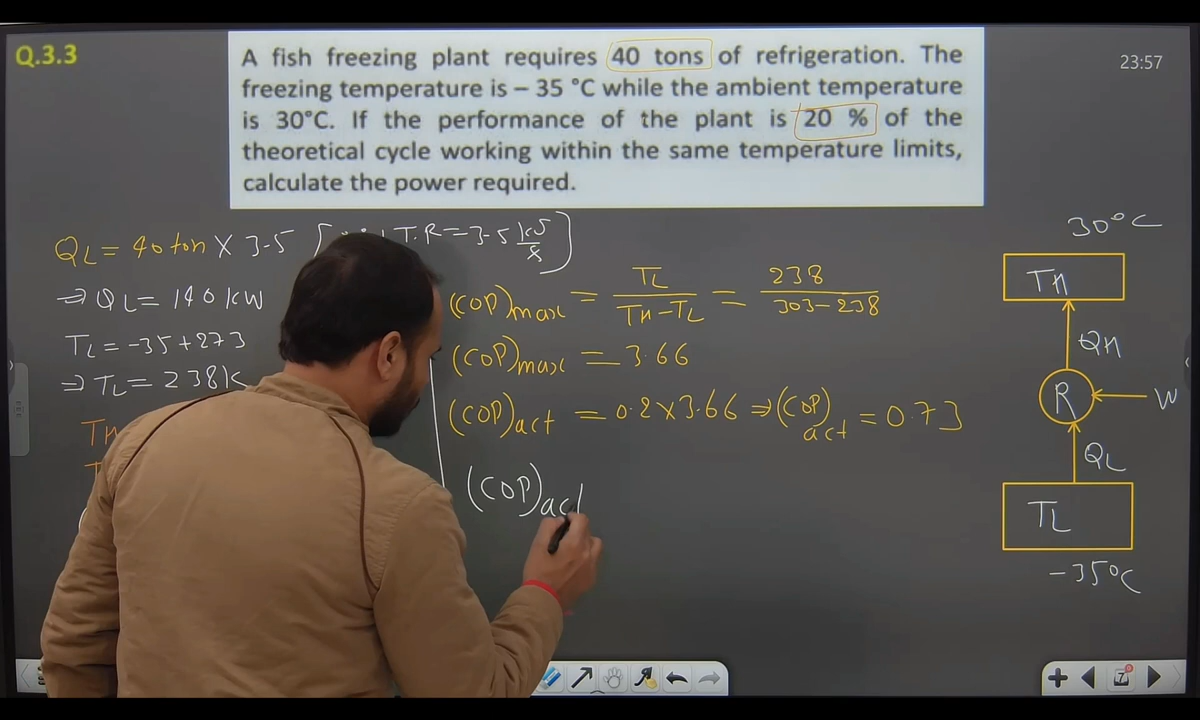 Q.3.3
A fish freezing plant requires 40 tons of refrigeration. The
freezing temperature is – 35 °C while the ambient temperature
is 30°C. If the performance of the plant is 20 % of the
theoretical cycle working within the same temperature limits,
calculate the power required.
23:57
QL = 40 ton × 3.5 [ T.R = 3.5 kJ/s ]
⇒ QL = 140 kW
TL = -35+273
⇒ TL = 238K
TH
(COP)max = TL/TH-TL = 238/303-238
(COP)max = 3.66
(COP)act = 0.2×3.66 ⇒ (COP)act = 0.73
(COP)act
30°C
TH
QH
R
W
QL
TL
-35°C
7